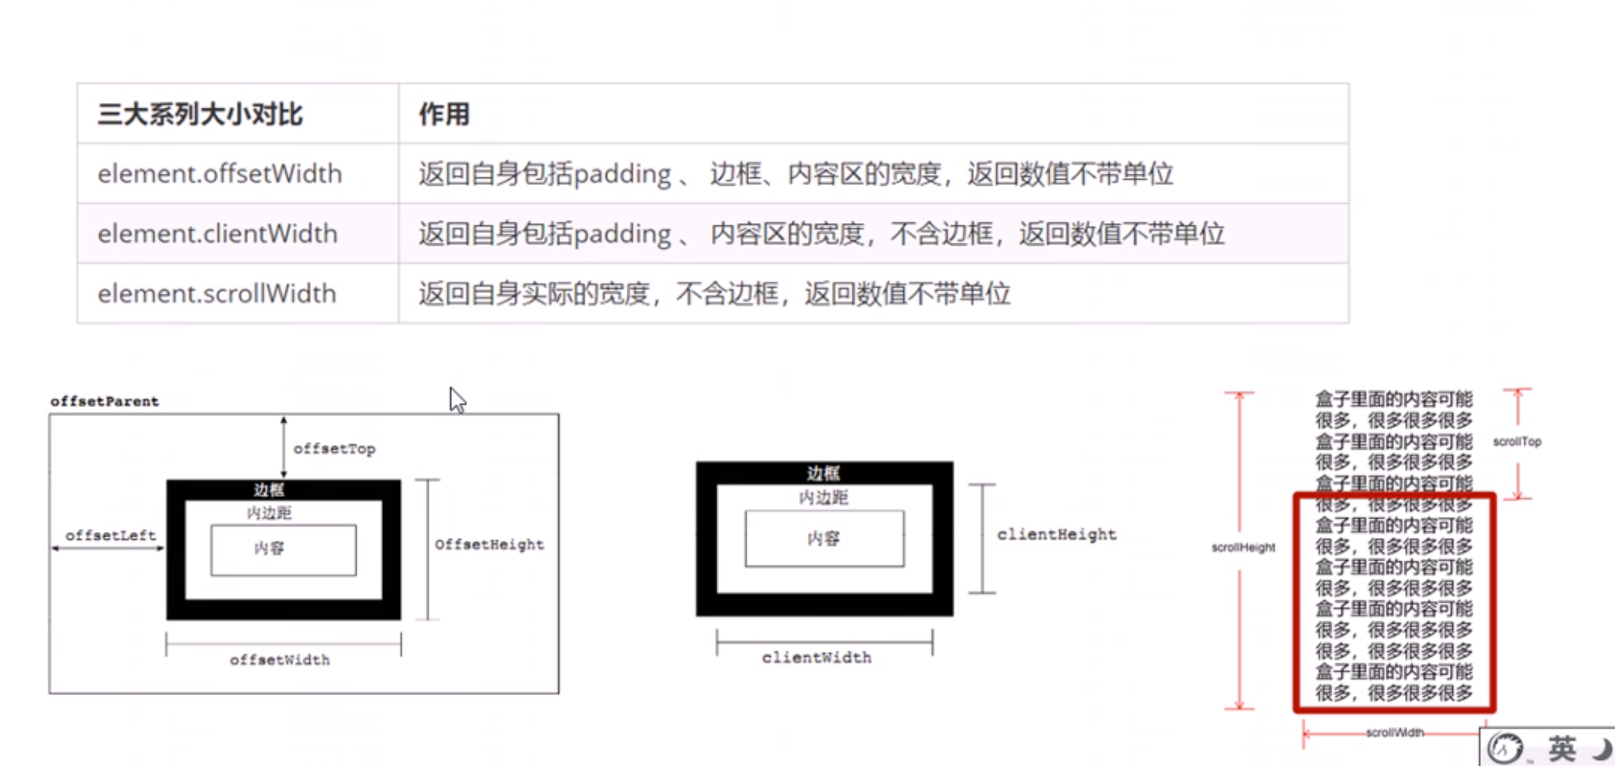 三大系列大小对比 作用
element.offsetWidth 返回自身包括padding 、 边框、内容区的宽度，返回数值不带单位
element.clientWidth 返回自身包括padding 、 内容区的宽度，不含边框，返回数值不带单位
element.scrollWidth 返回自身实际的宽度，不含边框，返回数值不带单位
offsetParent
offsetTop
边框
内边距
内容
offsetLeft
OffsetHeight
offsetWidth
边框
内边距
内容
clientHeight
clientWidth
盒子里面的内容可能
很多，很多很多很多
盒子里面的内容可能
很多，很多很多很多
盒子里面的内容可能
很多，很多很多很多
盒子里面的内容可能
很多，很多很多很多
盒子里面的内容可能
很多，很多很多很多
盒子里面的内容可能
很多，很多很多很多
很多，很多很多很多
盒子里面的内容可能
很多，很多很多很多
scrollTop
scrollHeight
scrollWidth
英